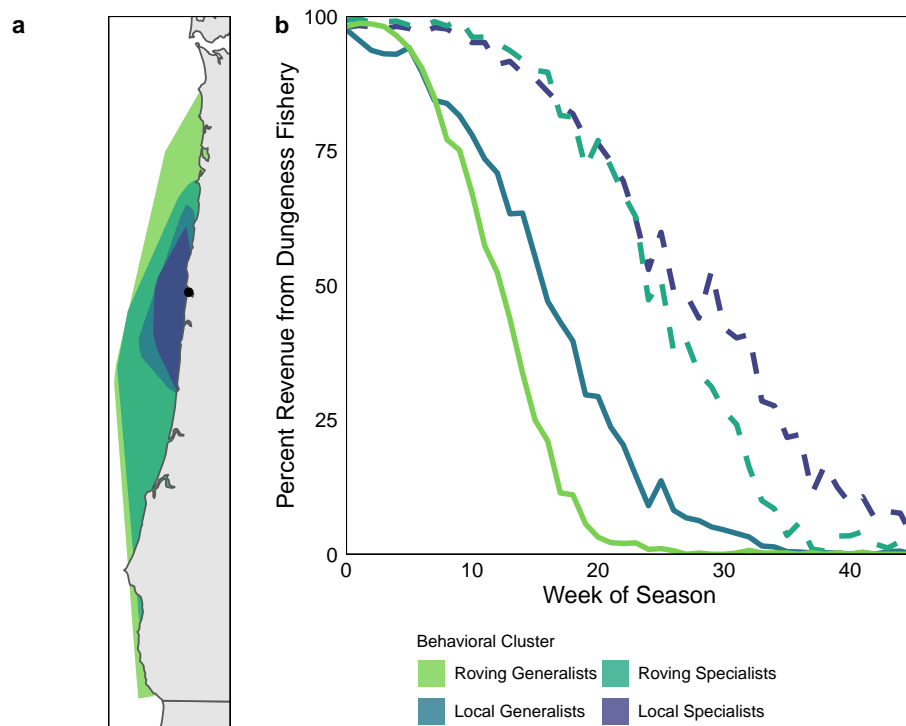 a
b
Percent Revenue from Dungeness Fishery
100
75
50
25
0
0 10 20 30 40
Week of Season
Behavioral Cluster
Roving Generalists Roving Specialists
Local Generalists Local Specialists